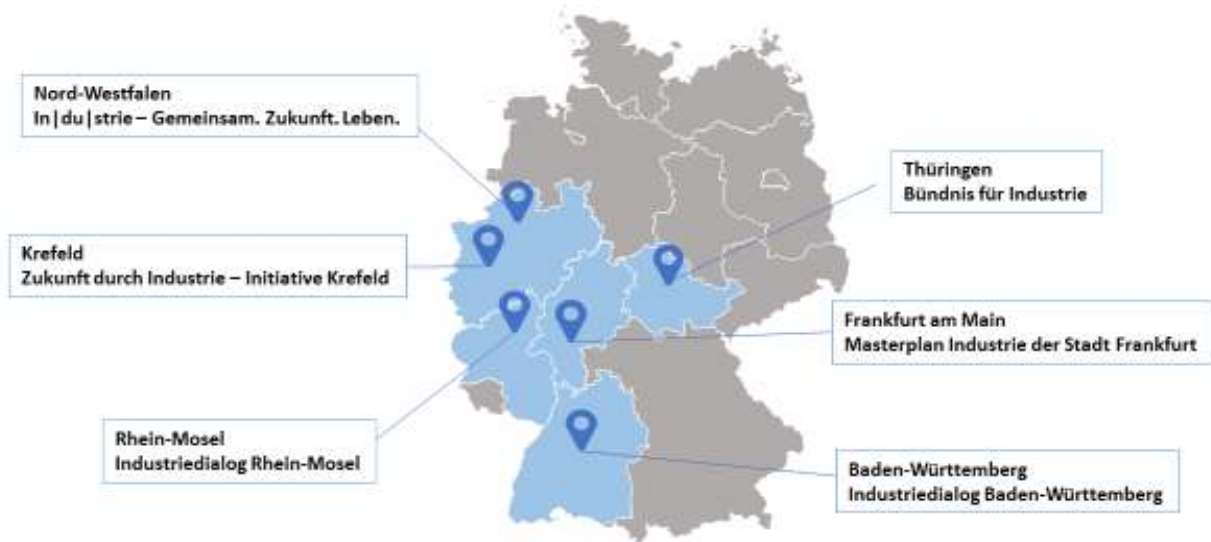 Nord-Westfalen
In|du|strie – Gemeinsam. Zukunft. Leben.
Krefeld
Zukunft durch Industrie – Initiative Krefeld
Rhein-Mosel
Industriedialog Rhein-Mosel
Thüringen
Bündnis für Industrie
Frankfurt am Main
Masterplan Industrie der Stadt Frankfurt
Baden-Württemberg
Industriedialog Baden-Württemberg